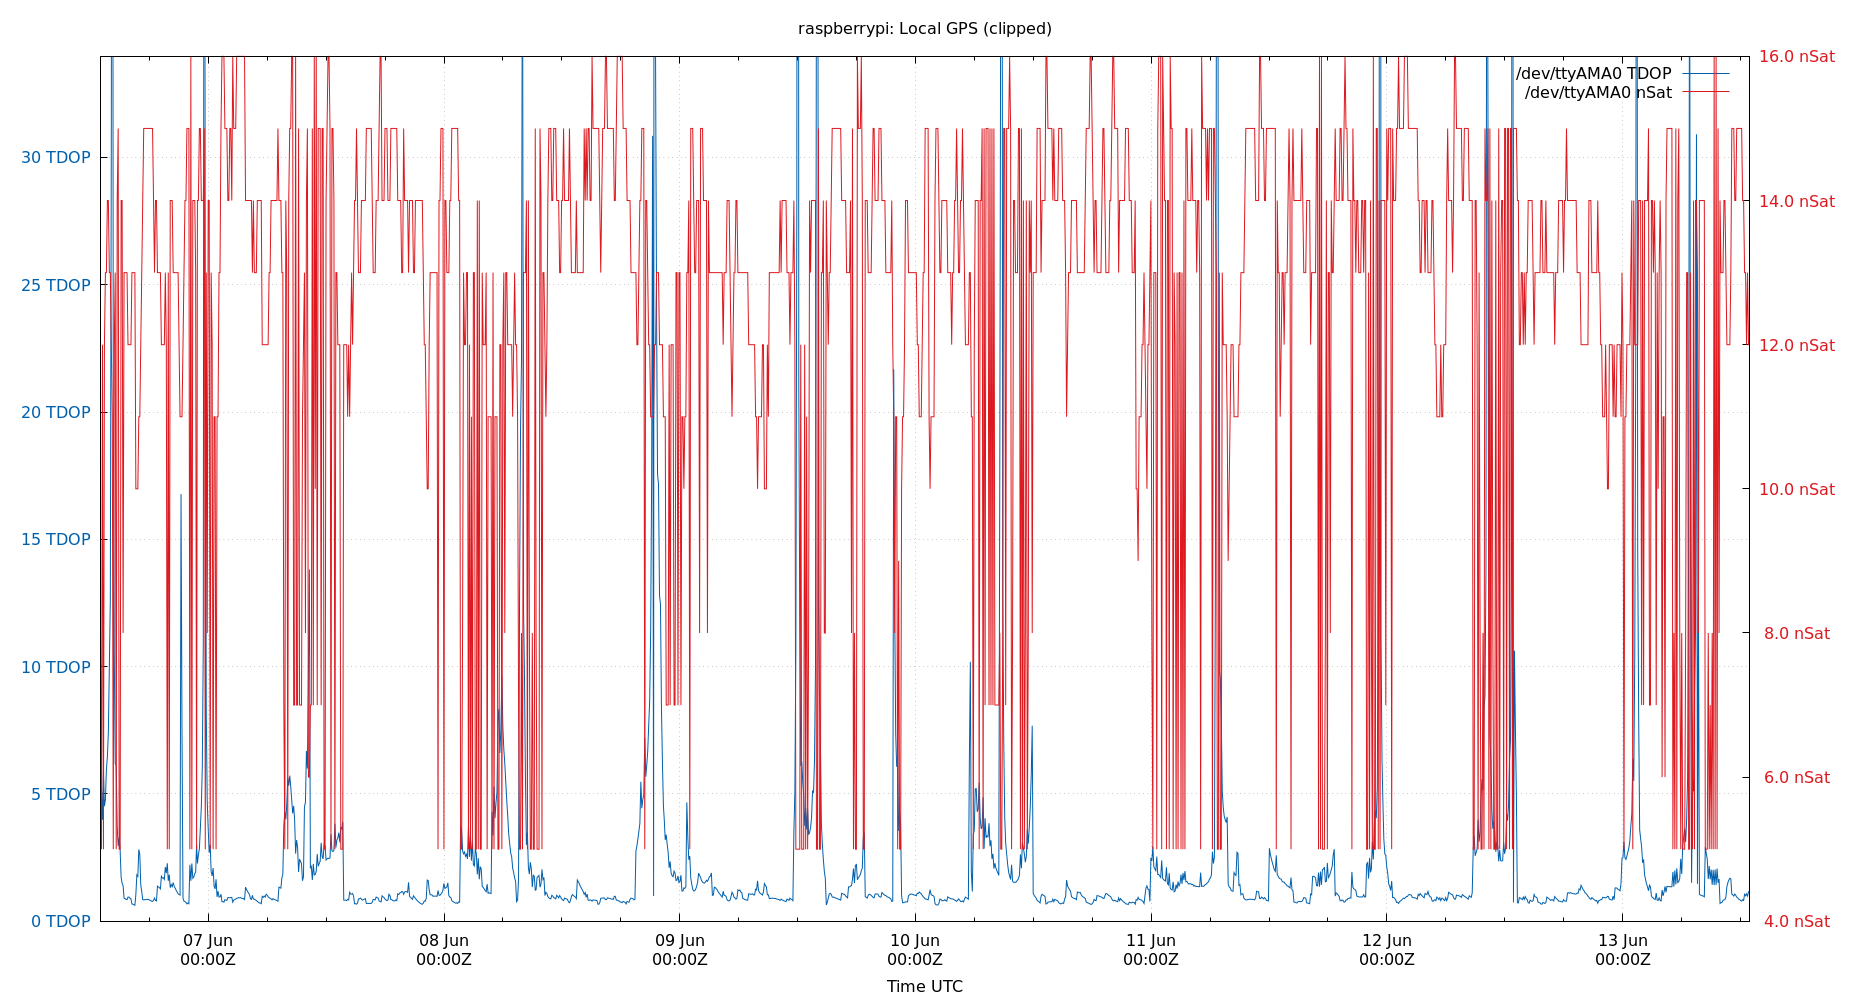 raspberrypi: Local GPS (clipped)
16.0 nSat
/dev/ttyAMA0 TDOP
/dev/ttyAMA0 nSat
30 TDOP
14.0 nSat
25 TDOP
12.0 nSat
20 TDOP
10.0 nSat
15 TDOP
8.0 nSat
10 TDOP
6.0 nSat
5 TDOP
0 TDOP
4.0 nSat
07 Jun 08 Jun 09 Jun 10 Jun 11 Jun 12 Jun 13 Jun
00:00Z 00:00Z 00:00Z 00:00Z 00:00Z 00:00Z 00:00Z
Time UTC